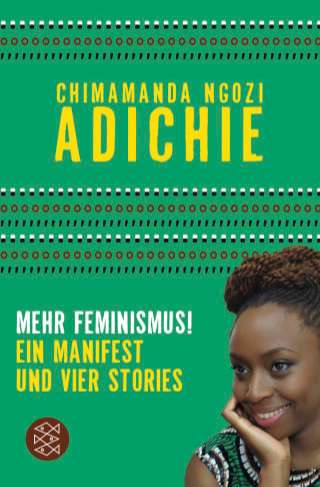 CHIMAMANDA NGOZI
ADICHIE
MEHR FEMINISMUS!
EIN MANIFEST
UND VIER STORIES